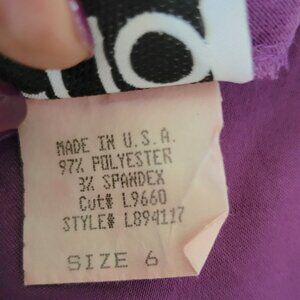 MADE IN U.S.A.
97% POLYESTER
3% SPANDEX
Cut# L9660
STYLE# L894117
SIZE 6